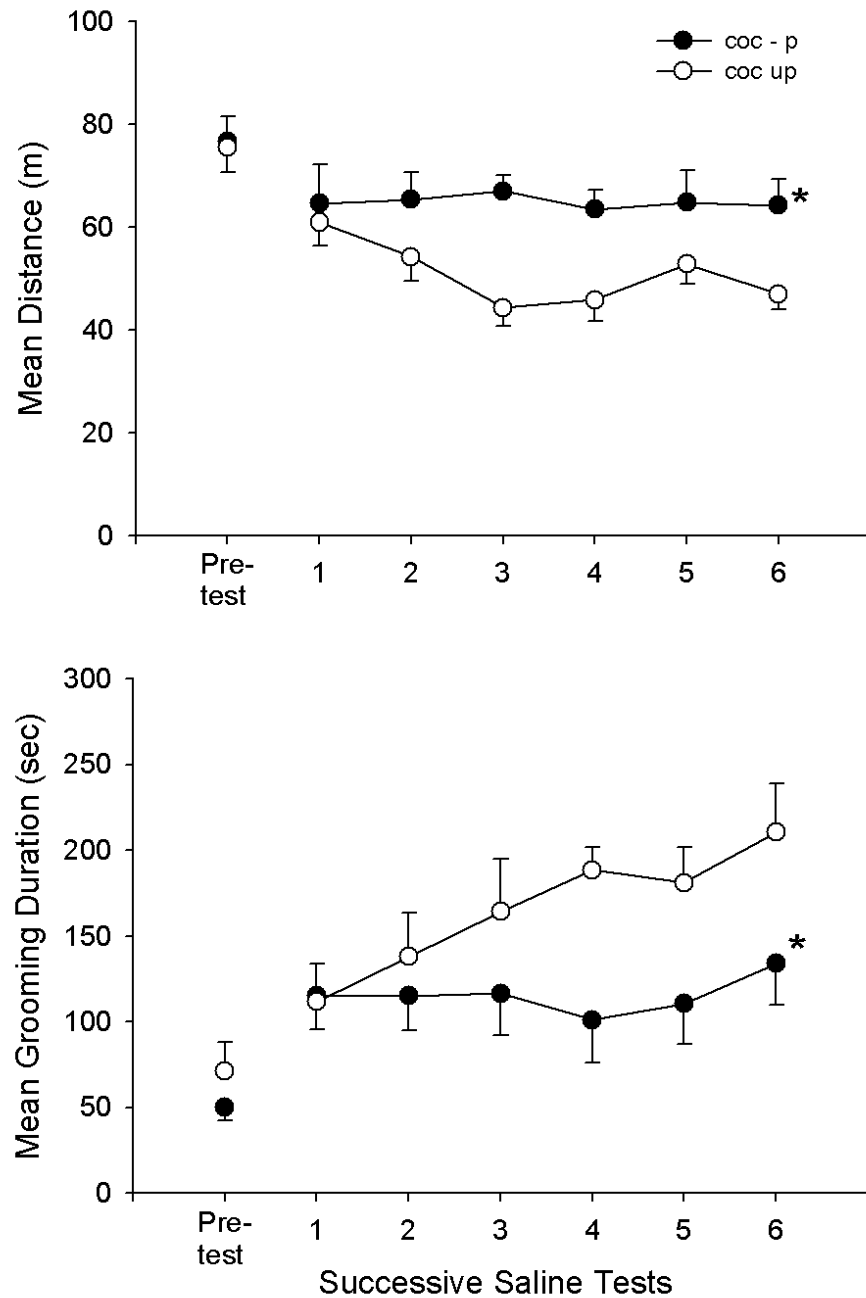 100
80
60
40
20
0
Mean Distance (m)
coc - p
coc up
*
Pre-
test
1 2 3 4 5 6
300
250
200
150
100
50
0
Mean Grooming Duration (sec)
*
Pre-
test
1 2 3 4 5 6
Successive Saline Tests